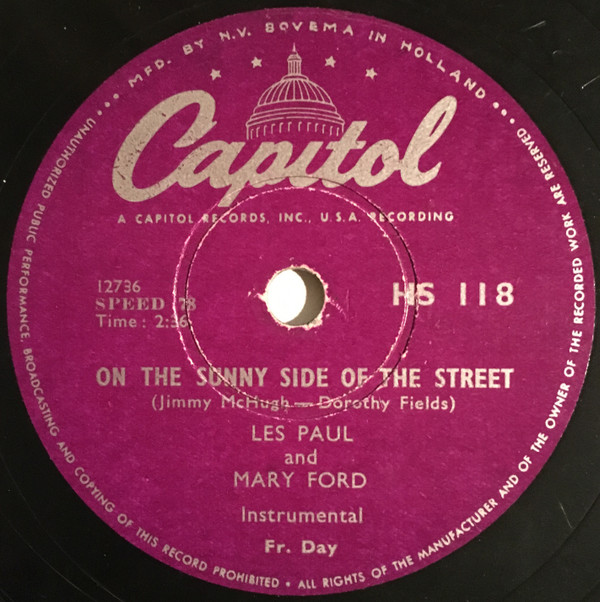 MFD. BY N.V. BOVEMA IN HOLLAND
Capitol
A CAPITOL RECORDS, INC., U.S.A. RECORDING
12736
SPEED 78
Time: 2:36
HS 118
ON THE SUNNY SIDE OF THE STREET
(Jimmy McHugh — Dorothy Fields)
LES PAUL
and
MARY FORD
Instrumental
Fr. Day
UNAUTHORIZED PUBLIC PERFORMANCE, BROADCASTING AND COPYING OF THIS RECORD PROHIBITED • ALL RIGHTS OF THE MANUFACTURER AND OF THE OWNER OF THE RECORDED WORK ARE RESERVED